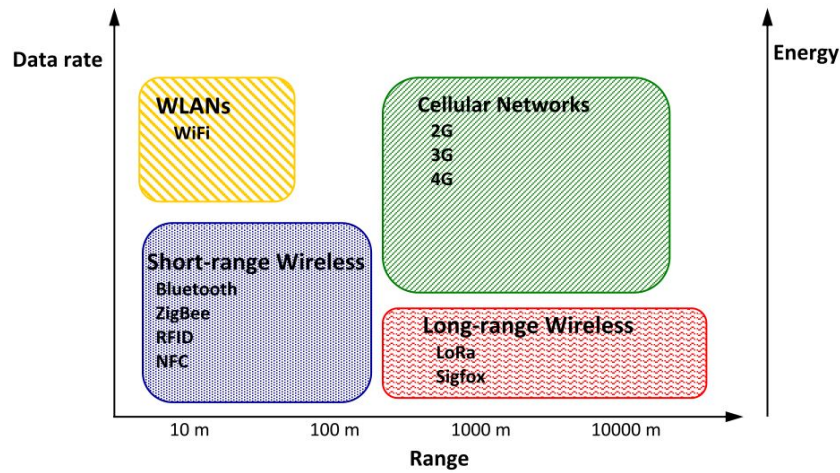 Data rate
Energy
WLANs
WiFi
Cellular Networks
2G
3G
4G
Short-range Wireless
Bluetooth
ZigBee
RFID
NFC
Long-range Wireless
LoRa
Sigfox
10 m
100 m
1000 m
10000 m
Range